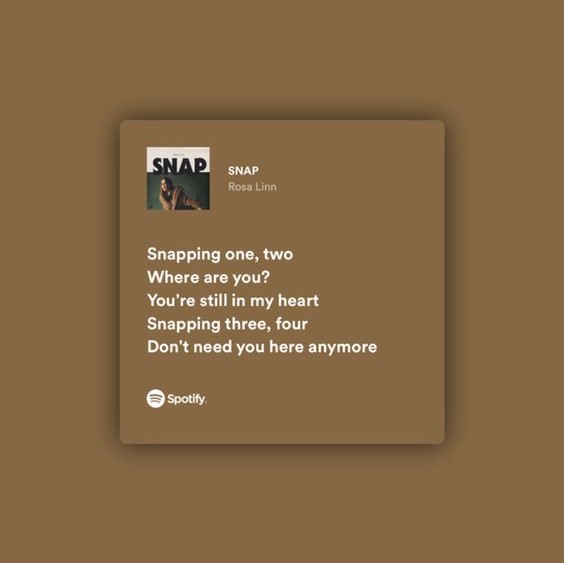 SNAP
SNAP
Rosa Linn
Snapping one, two
Where are you?
You're still in my heart
Snapping three, four
Don't need you here anymore
Spotify